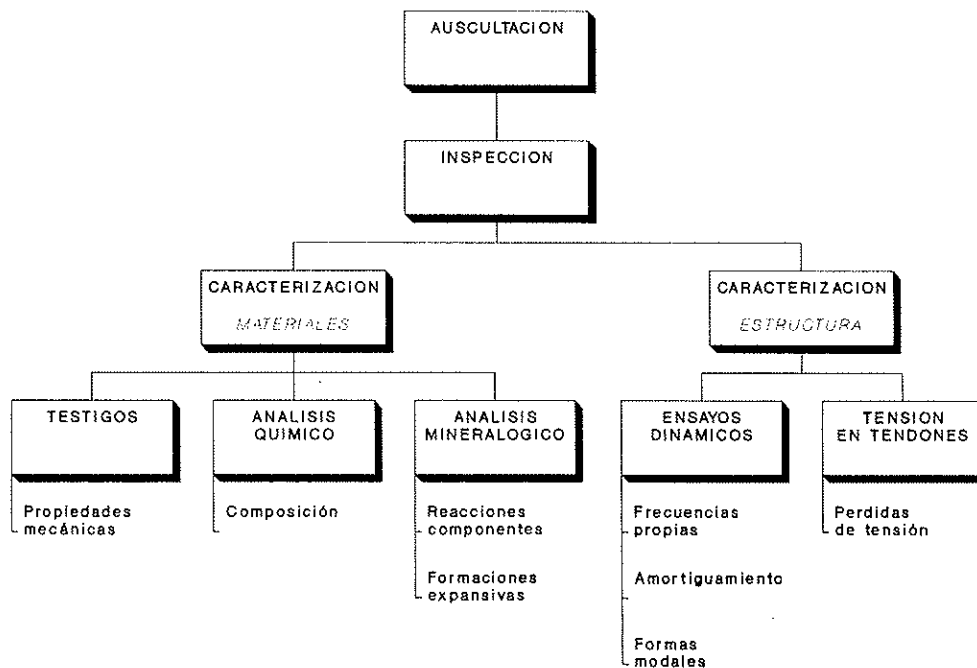 AUSCULTACION
INSPECCION
CARACTERIZACION
MATERIALES
CARACTERIZACION
ESTRUCTURA
TESTIGOS
ANALISIS
QUIMICO
ANALISIS
MINERALOGICO
ENSAYOS
DINAMICOS
TENSION
EN TENDONES
Propiedades
mecánicas
Composición
Reacciones
componentes
Formaciones
expansivas
Frecuencias
propias
Amortiguamiento
Formas
modales
Perdidas
de tensión